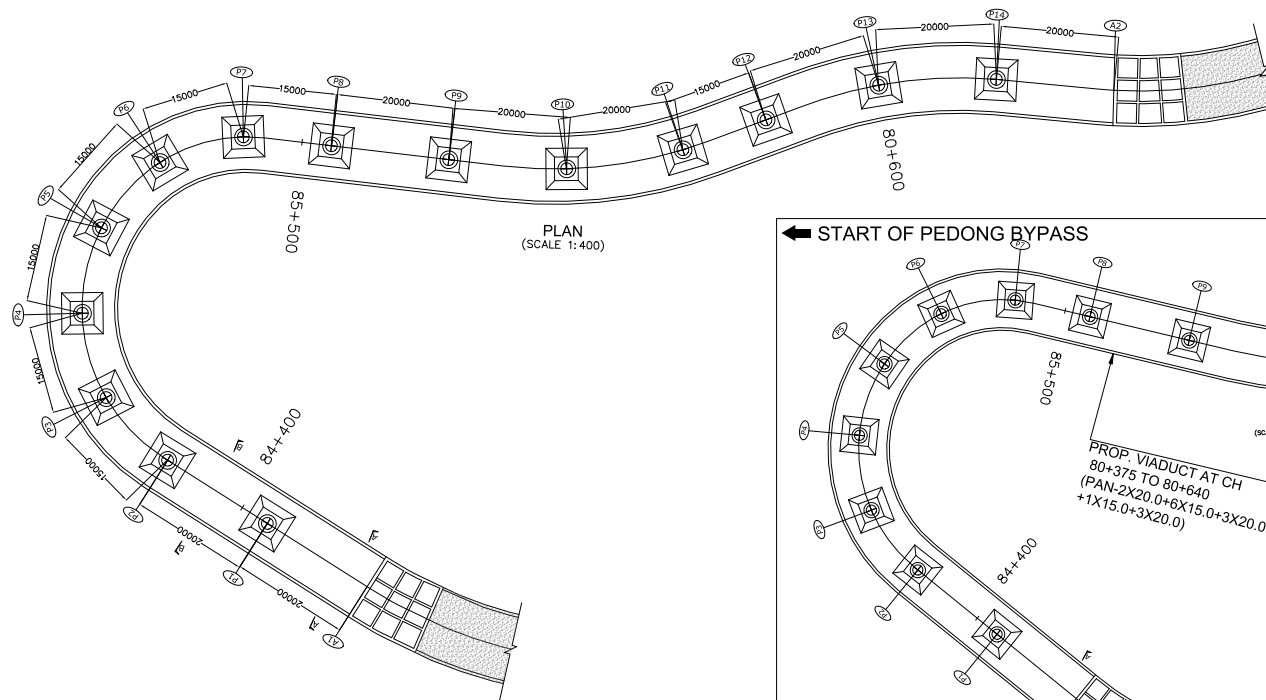 P13
P14
A2
20000
20000
P12
20000
P7
P8
P9
P10
P11
15000
15000
15000
20000
20000
20000
P6
15000
P5
15000
P4
15000
P3
15000
P2
20000
P1
20000
A1
85+500
80+600
84+400
B
B
A
A
PLAN
(SCALE 1:400)
START OF PEDONG BYPASS
P7
P8
P6
P9
P5
P4
P3
P2
P1
85+500
84+400
A
(SC
PROP. VIADUCT AT CH
80+375 TO 80+640
(PAN-2X20.0+6X15.0+3X20.0
+1X15.0+3X20.0)